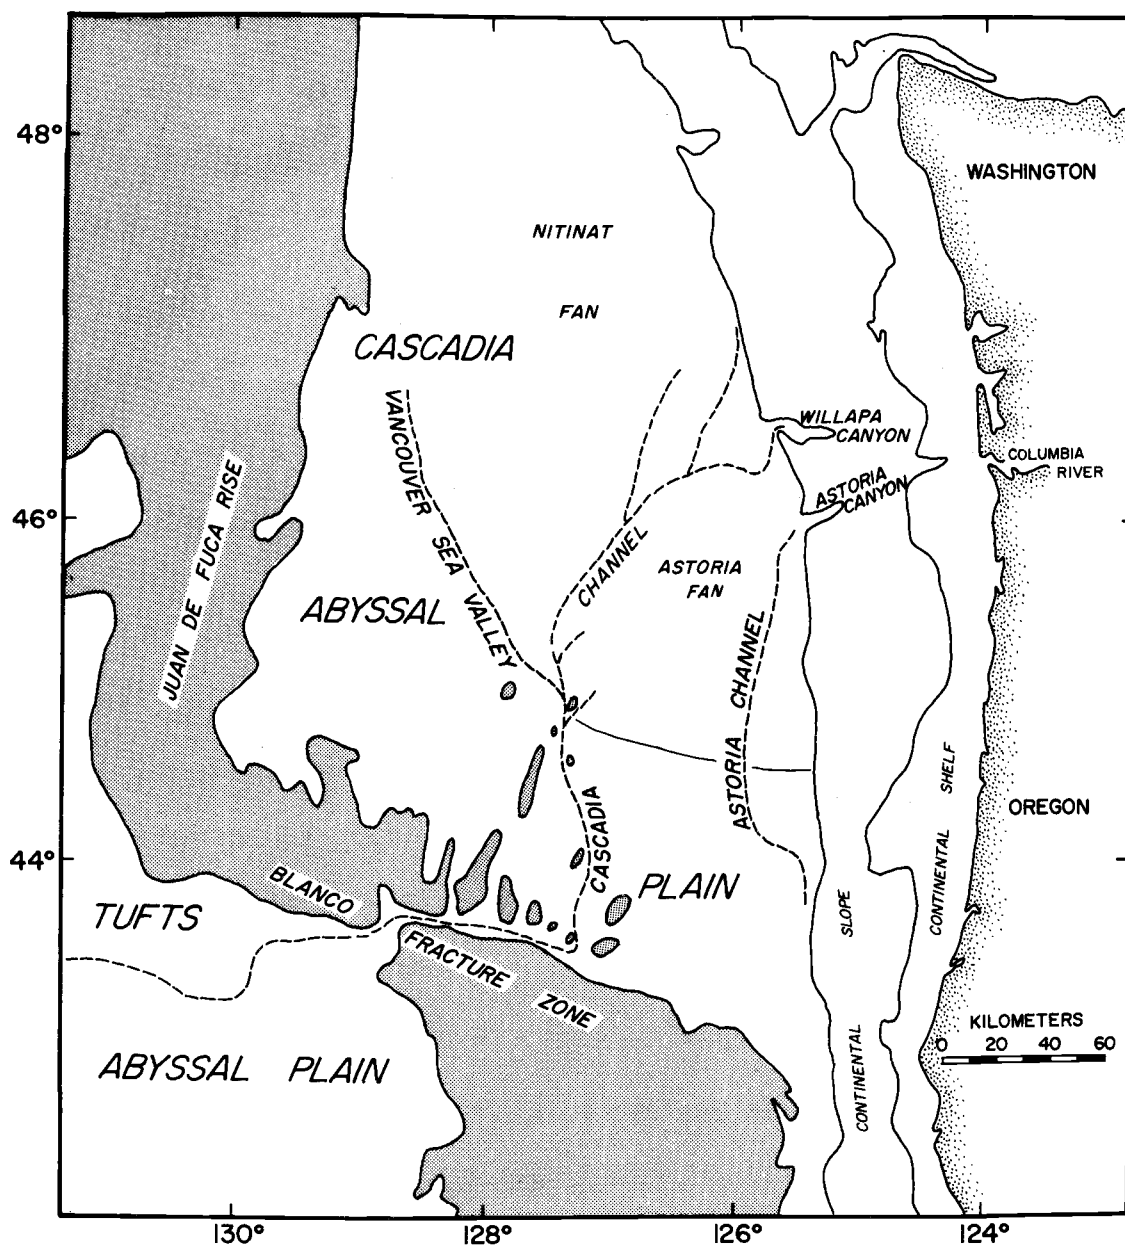 48°
WASHINGTON
NITINAT
FAN
CASCADIA
VANCOUVER SEA VALLEY
WILLAPA
CANYON
COLUMBIA
RIVER
ASTORIA
CANYON
46°
JUAN DE FUCA RISE
CHANNEL
ASTORIA
FAN
ABYSSAL
ASTORIA CHANNEL
CASCADIA
CONTINENTAL SHELF
OREGON
44°
BLANCO
FRACTURE ZONE
PLAIN
TUFTS
ABYSSAL PLAIN
CONTINENTAL SLOPE
KILOMETERS
0 20 40 60
130° 128° 126° 124°